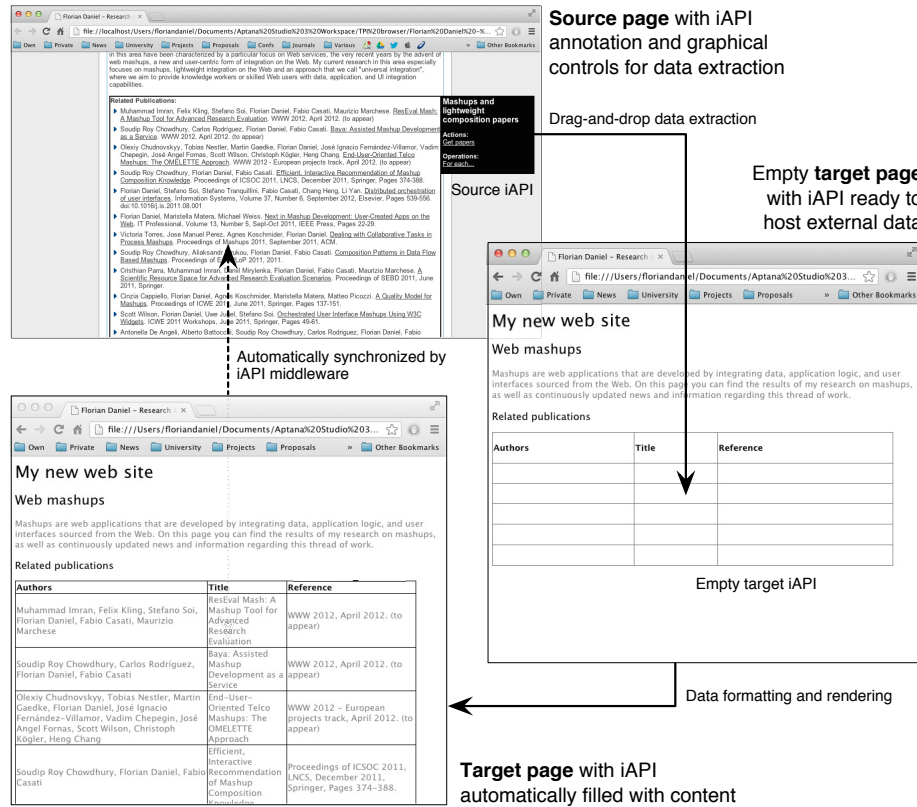 Florian Daniel – Research / ×
file://localhost/Users/floriandaniel/Documents/Aptana%20Studio%203%20Workspace/TPI%20browser/Florian%20Daniel%20-%...
Own Private News University Projects Proposals Confs Journals Various » Other Bookmarks
in this area have been characterized by a particular focus on Web services, the very recent years by the area of
web mashups, a new and user-centric form of integration on the Web. My current research in this area especially
focuses on mashups, lightweight integration on the Web and an approach that we call "universal integration",
where we aim to provide knowledge workers or skilled Web users with data, application, and UI integration
capabilities.
Related Publications:
Muhammad Imran, Felix Kling, Stefano Soi, Florian Daniel, Fabio Casati, Maurizio Marchese. ResEval Mash:
A Mashup Tool for Advanced Research Evaluation. WWW 2012, April 2012. (to appear)
Soudip Roy Chowdhury, Carlos Rodríguez, Florian Daniel, Fabio Casati. Baya: Assisted Mashup Development
as a Service. WWW 2012, April 2012. (to appear)
Olexiy Chudnovskyy, Tobias Nestler, Martin Gaedke, Florian Daniel, José Ignacio Fernández-Villamor, Vadim
Chepegin, José Angel Fornas, Scott Wilson, Christoph Kögler, Heng Chang. End-User-Oriented Telco
Mashups: The OMELETTE Approach. WWW 2012 - European projects track, April 2012. (to appear)
Soudip Roy Chowdhury, Florian Daniel, Fabio Casati. Efficient, Interactive Recommendation of Mashup
Composition Knowledge. Proceedings of ICSOC 2011, LNCS, December 2011, Springer, Pages 374-388.
Florian Daniel, Stefano Soi, Stefano Tranquillini, Fabio Casati, Chang Heng, Li Yan. Distributed orchestration
of user interfaces. Information Systems, Volume 37, Number 6, September 2012, Elsevier, Pages 539-556.
doi:10.1016/j.is.2011.08.001
Florian Daniel, Maristella Matera, Michael Weiss. Next in Mashup Development: User-Created Apps on the
Web. IT Professional, Volume 13, Number 5, Sept-Oct 2011, IEEE Press, Pages 22-29.
Victoria Torres, Jose Manuel Perez, Agnes Koschmider, Florian Daniel. Dealing with Collaborative Tasks in
Process Mashups. Proceedings of Mashups 2011, September 2011, ACM.
Soudip Roy Chowdhury, Florian Daniel, Fabio Casati. Composition Patterns in Data Flow
Based Mashups. Proceedings of 2011, 2011.
Cristhian Parra, Muhammad Imran, Daniil Mirylenka, Florian Daniel, Fabio Casati, Maurizio Marchese. A
Scientific Resource Space for Advanced Research Evaluation Scenarios. Proceedings of SEBD 2011, June
2011, Springer.
Cinzia Cappiello, Florian Daniel, Agnes Koschmider, Maristella Matera, Matteo Picozzi. A Quality Model for
Mashups. Proceedings of ICWE 2011, June 2011, Springer, Pages 137-151.
Scott Wilson, Florian Daniel, Uwe Jugel, Stefano Soi. Orchestrated User Interface Mashups Using W3C
Widgets. ICWE 2011 Workshops, June 2011, Springer, Pages 49-61.
Antonella De Angeli, Alberto Battocchi, Soudip Roy Chowdhury, Carlos Rodriguez, Florian Daniel, Fabio
Mashups and
lightweight
composition papers
Actions:
Get papers
Operations:
For each...
Source iAPI
Source page with iAPI
annotation and graphical
controls for data extraction
Drag-and-drop data extraction
Empty target page
with iAPI ready to
host external data
Florian Daniel – Research / ×
file:///Users/floriandaniel/Documents/Aptana%20Studio%203...
Own Private News University Projects Proposals » Other Bookmarks
My new web site
Web mashups
Mashups are web applications that are developed by integrating data, application logic, and user
interfaces sourced from the Web. On this page you can find the results of my research on mashups,
as well as continuously updated news and information regarding this thread of work.
Related publications
Authors Title Reference
Empty target iAPI
Automatically synchronized by
iAPI middleware
Data formatting and rendering
Florian Daniel – Research / ×
file:///Users/floriandaniel/Documents/Aptana%20Studio%203...
Own Private News University Projects Proposals » Other Bookmarks
My new web site
Web mashups
Mashups are web applications that are developed by integrating data, application logic, and user
interfaces sourced from the Web. On this page you can find the results of my research on mashups,
as well as continuously updated news and information regarding this thread of work.
Related publications
Authors Title Reference
Muhammad Imran, Felix Kling, Stefano Soi,
Florian Daniel, Fabio Casati, Maurizio
Marchese
ResEval Mash: A
Mashup Tool for
Advanced
Research
Evaluation
WWW 2012, April 2012. (to
appear)
Soudip Roy Chowdhury, Carlos Rodríguez,
Florian Daniel, Fabio Casati
Baya: Assisted
Mashup
Development as a
Service
WWW 2012, April 2012. (to
appear)
Olexiy Chudnovskyy, Tobias Nestler, Martin
Gaedke, Florian Daniel, José Ignacio
Fernández-Villamor, Vadim Chepegin, José
Angel Fornas, Scott Wilson, Christoph
Kögler, Heng Chang
End-User-
Oriented Telco
Mashups: The
OMELETTE
Approach
WWW 2012 - European
projects track, April 2012. (to
appear)
Soudip Roy Chowdhury, Florian Daniel, Fabio
Casati
Efficient,
Interactive
Recommendation
of Mashup
Composition
Knowledge
Proceedings of ICSOC 2011,
LNCS, December 2011,
Springer, Pages 374-388.
Target page with iAPI
automatically filled with content